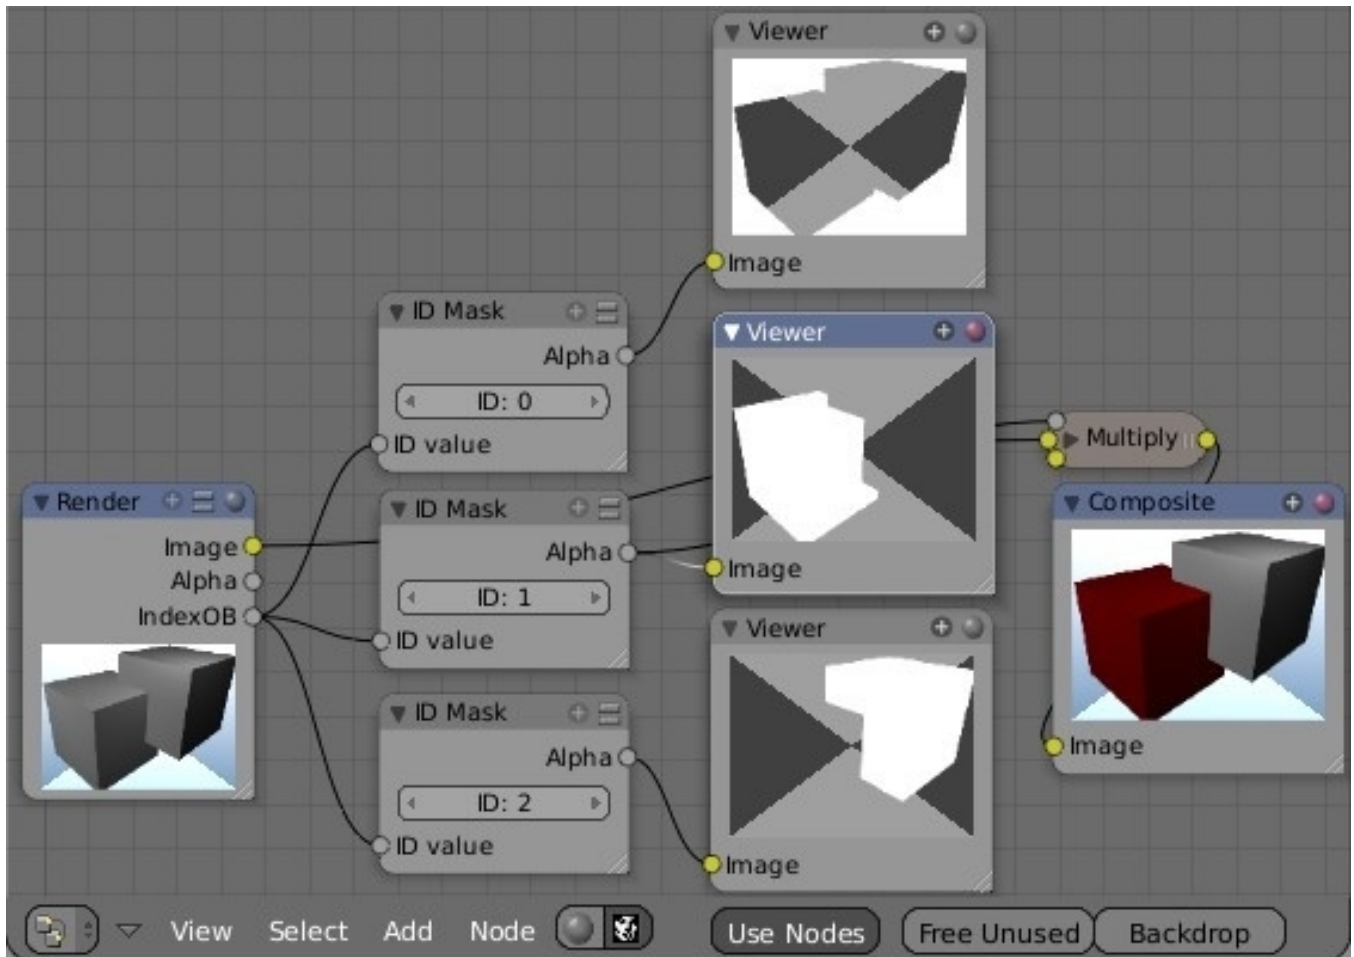 Viewer
Image
ID Mask
Alpha
ID: 0
ID value
Viewer
Image
Multiply
Render
Image
Alpha
IndexOB
ID Mask
Alpha
ID: 1
ID value
Composite
Image
Viewer
Image
ID Mask
Alpha
ID: 2
ID value
View Select Add Node Use Nodes Free Unused Backdrop